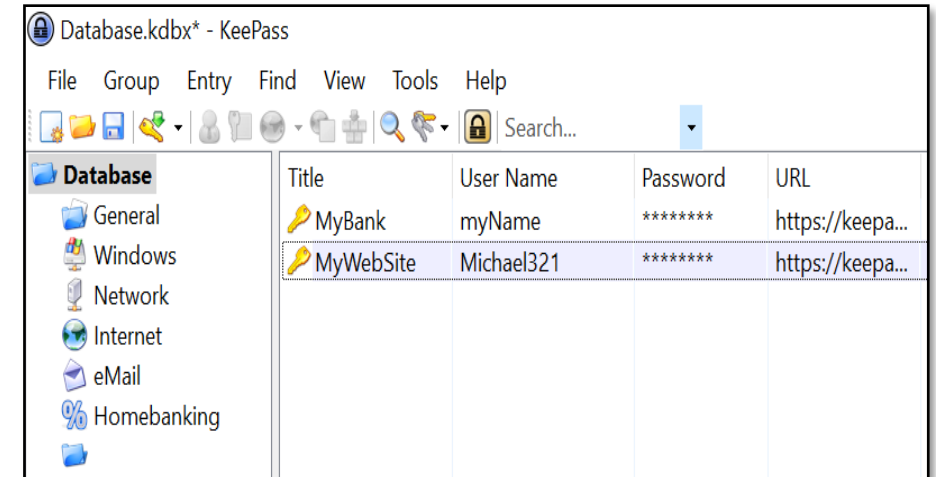 Database.kdbx* - KeePass
File Group Entry Find View Tools Help
Search...
Database
General
Windows
Network
Internet
eMail
Homebanking
Title User Name Password URL
MyBank myName ******** https://keepa...
MyWebSite Michael321 ******** https://keepa...